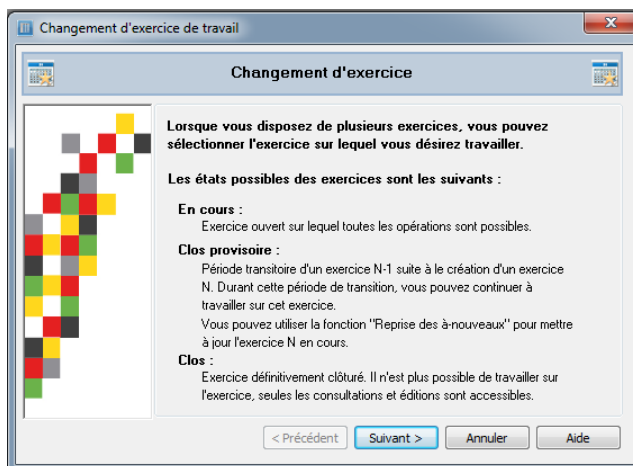 Changement d'exercice de travail
Changement d'exercice
Lorsque vous disposez de plusieurs exercices, vous pouvez
sélectionner l'exercice sur lequel vous désirez travailler.
Les états possibles des exercices sont les suivants :
En cours :
Exercice ouvert sur lequel toutes les opérations sont possibles.
Clos provisoire :
Période transitoire d'un exercice N-1 suite à la création d'un exercice
N. Durant cette période de transition, vous pouvez continuer à
travailler sur cet exercice.
Vous pouvez utiliser la fonction "Reprise des à-nouveaux" pour mettre
à jour l'exercice N en cours.
Clos :
Exercice définitivement clôturé. Il n'est plus possible de travailler sur
l'exercice, seules les consultations et éditions sont accessibles.
< Précédent Suivant > Annuler Aide